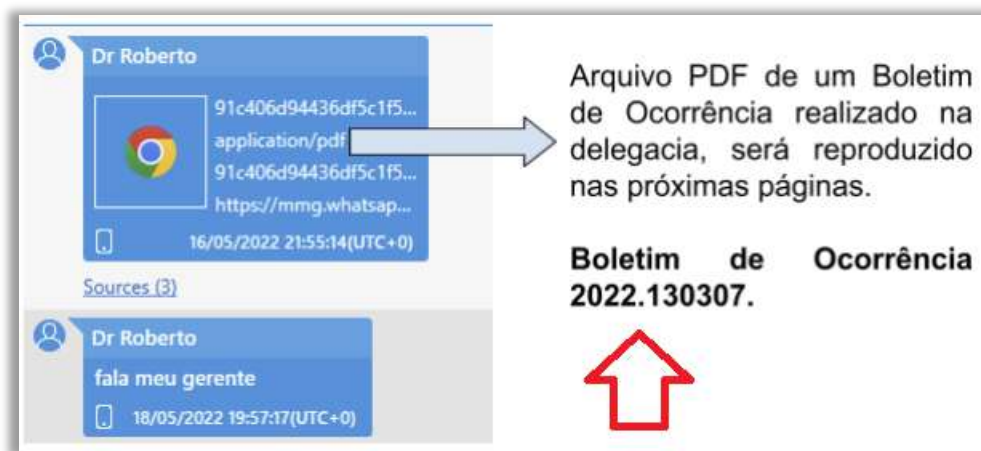 Dr Roberto
91c406d94436df5c1f5...
application/pdf
91c406d94436df5c1f5...
https://mmg.whatsap...
16/05/2022 21:55:14(UTC+0)
Sources (3)
Dr Roberto
fala meu gerente
18/05/2022 19:57:17(UTC+0)
Arquivo PDF de um Boletim
de Ocorrência realizado na
delegacia, será reproduzido
nas próximas páginas.
Boletim de Ocorrência
2022.130307.